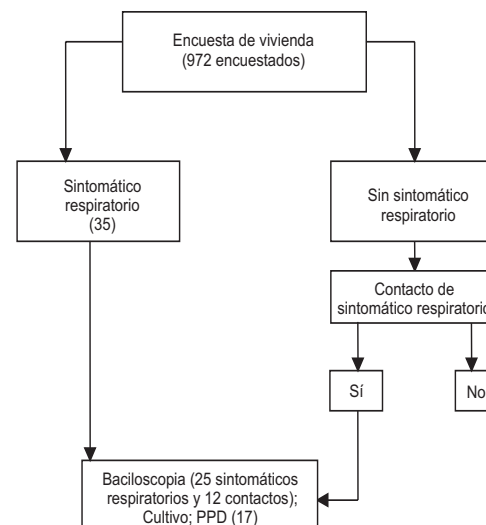 Encuesta de vivienda
(972 encuestados)
Sintomático
respiratorio
(35)
Sin sintomático
respiratorio
Contacto de
sintomático respiratorio
Sí
No
Baciloscopia (25 sintomáticos
respiratorios y 12 contactos);
Cultivo; PPD (17)